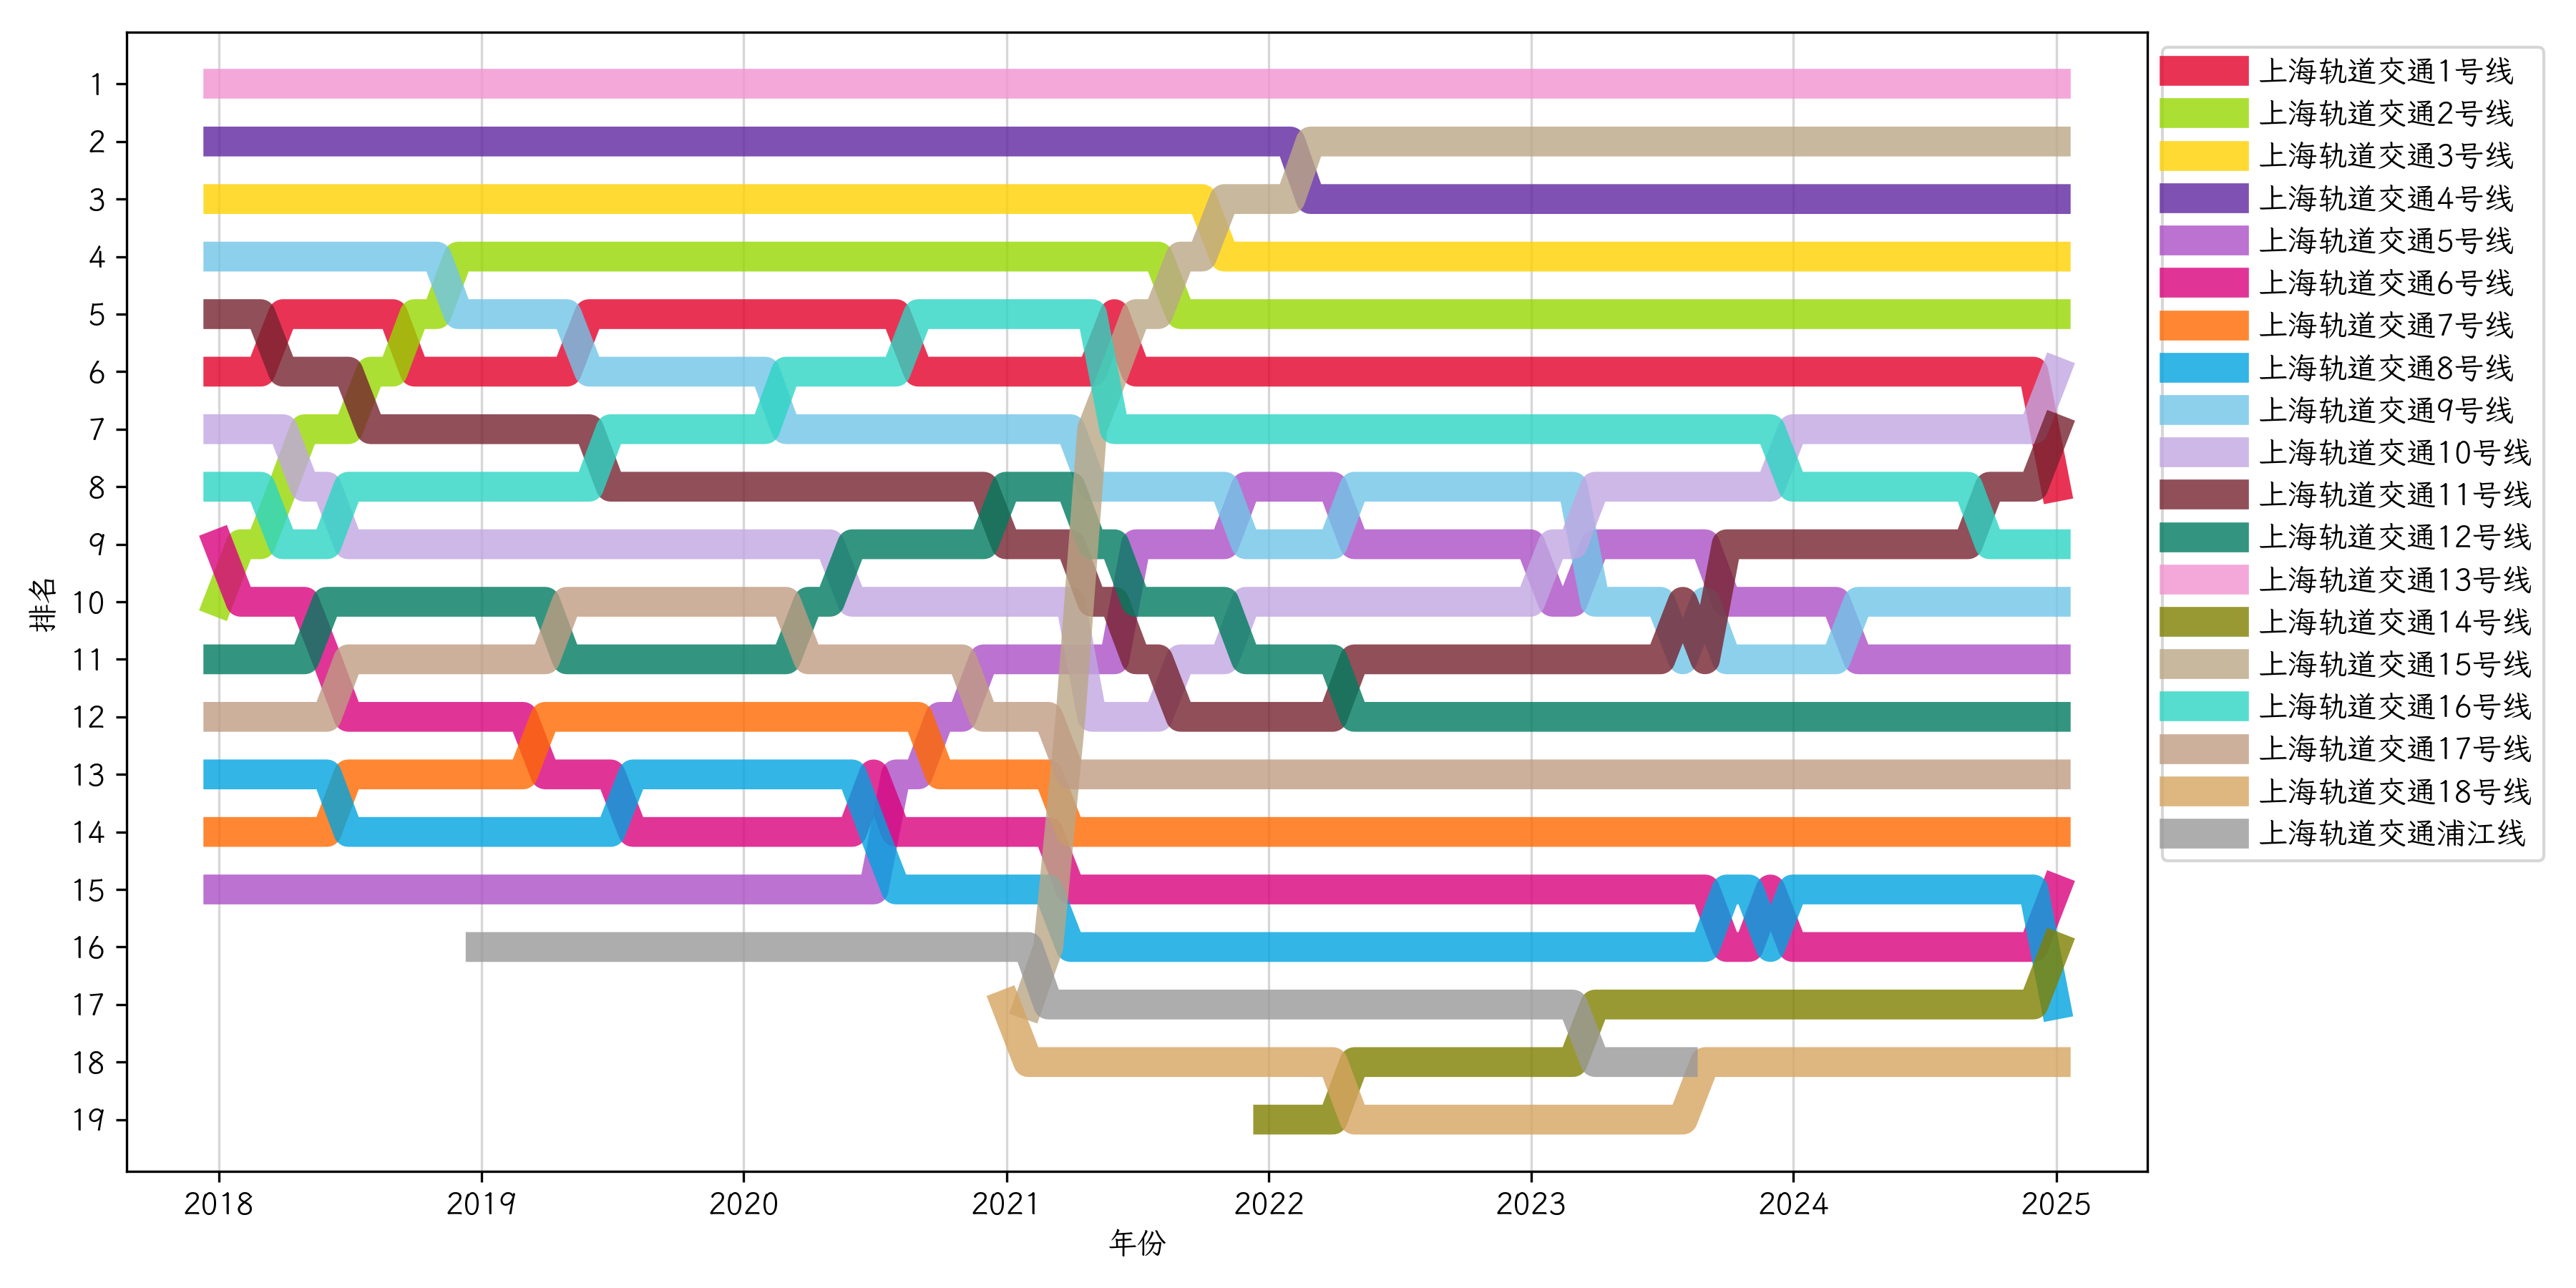 1
2
3
4
5
6
7
8
9
10
11
12
13
14
15
16
17
18
19
排名
2018 2019 2020 2021 2022 2023 2024 2025
年份
上海轨道交通1号线
上海轨道交通2号线
上海轨道交通3号线
上海轨道交通4号线
上海轨道交通5号线
上海轨道交通6号线
上海轨道交通7号线
上海轨道交通8号线
上海轨道交通9号线
上海轨道交通10号线
上海轨道交通11号线
上海轨道交通12号线
上海轨道交通13号线
上海轨道交通14号线
上海轨道交通15号线
上海轨道交通16号线
上海轨道交通17号线
上海轨道交通18号线
上海轨道交通浦江线